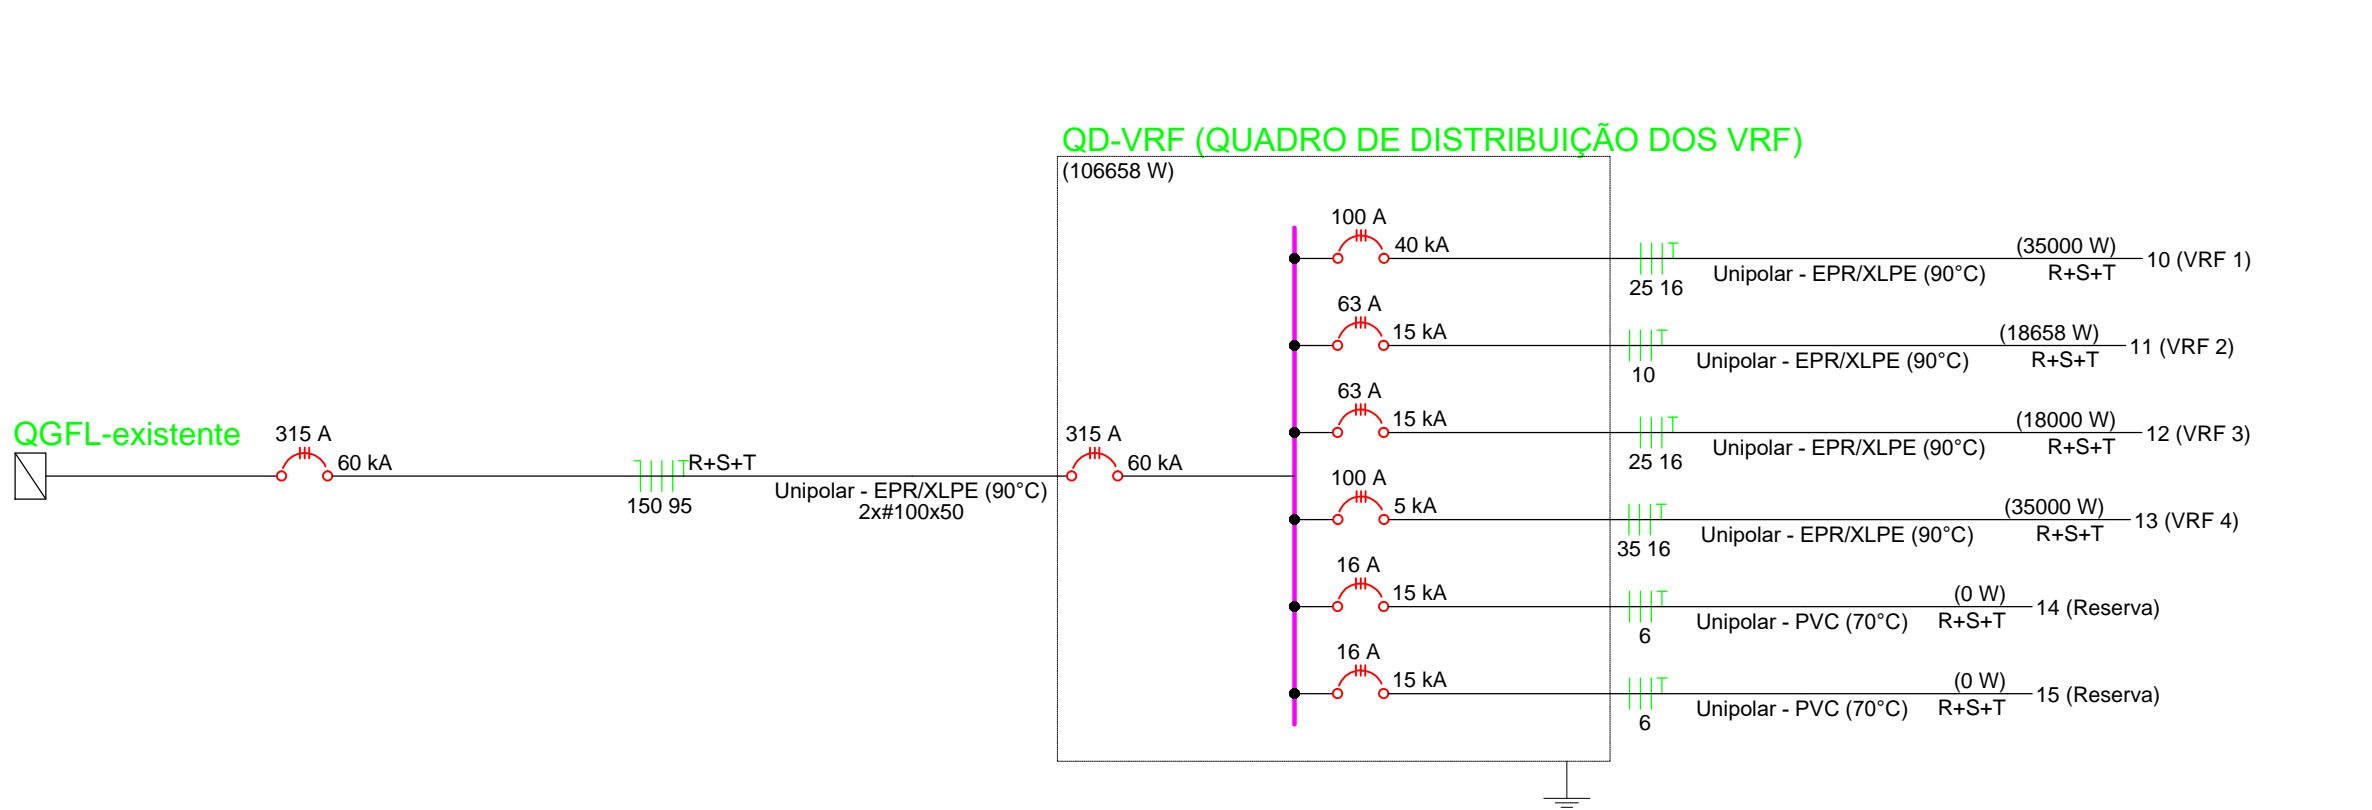 QD-VRF (QUADRO DE DISTRIBUIÇÃO DOS VRF)
(106658 W)
100 A
40 kA
25 16
Unipolar - EPR/XLPE (90°C)
(35000 W)
R+S+T
10 (VRF 1)
63 A
15 kA
10
Unipolar - EPR/XLPE (90°C)
(18658 W)
R+S+T
11 (VRF 2)
63 A
15 kA
25 16
Unipolar - EPR/XLPE (90°C)
(18000 W)
R+S+T
12 (VRF 3)
QGFL-existente
315 A
60 kA
150 95
R+S+T
Unipolar - EPR/XLPE (90°C)
2x#100x50
315 A
60 kA
100 A
5 kA
35 16
Unipolar - EPR/XLPE (90°C)
(35000 W)
R+S+T
13 (VRF 4)
16 A
15 kA
6
Unipolar - PVC (70°C)
(0 W)
R+S+T
14 (Reserva)
16 A
15 kA
6
Unipolar - PVC (70°C)
(0 W)
R+S+T
15 (Reserva)